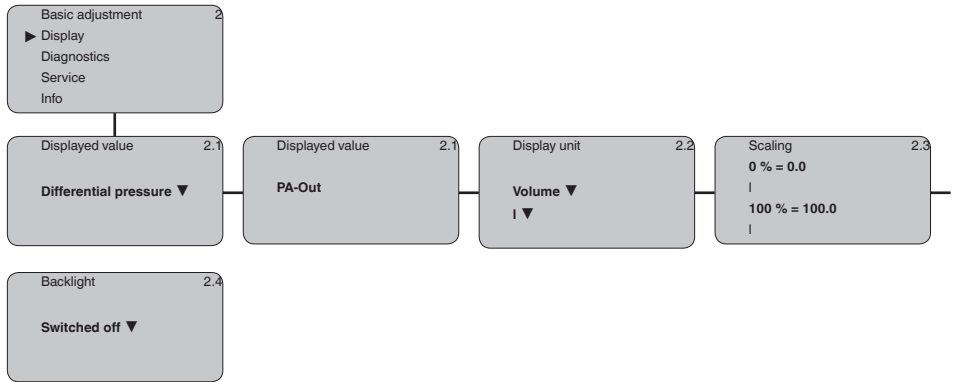 Basic adjustment 2
▶ Display
Diagnostics
Service
Info
Displayed value 2.1
Differential pressure ▼
Displayed value 2.1
PA-Out
Display unit 2.2
Volume ▼
l ▼
Scaling 2.3
0 % = 0.0
l
100 % = 100.0
l
Backlight 2.4
Switched off ▼